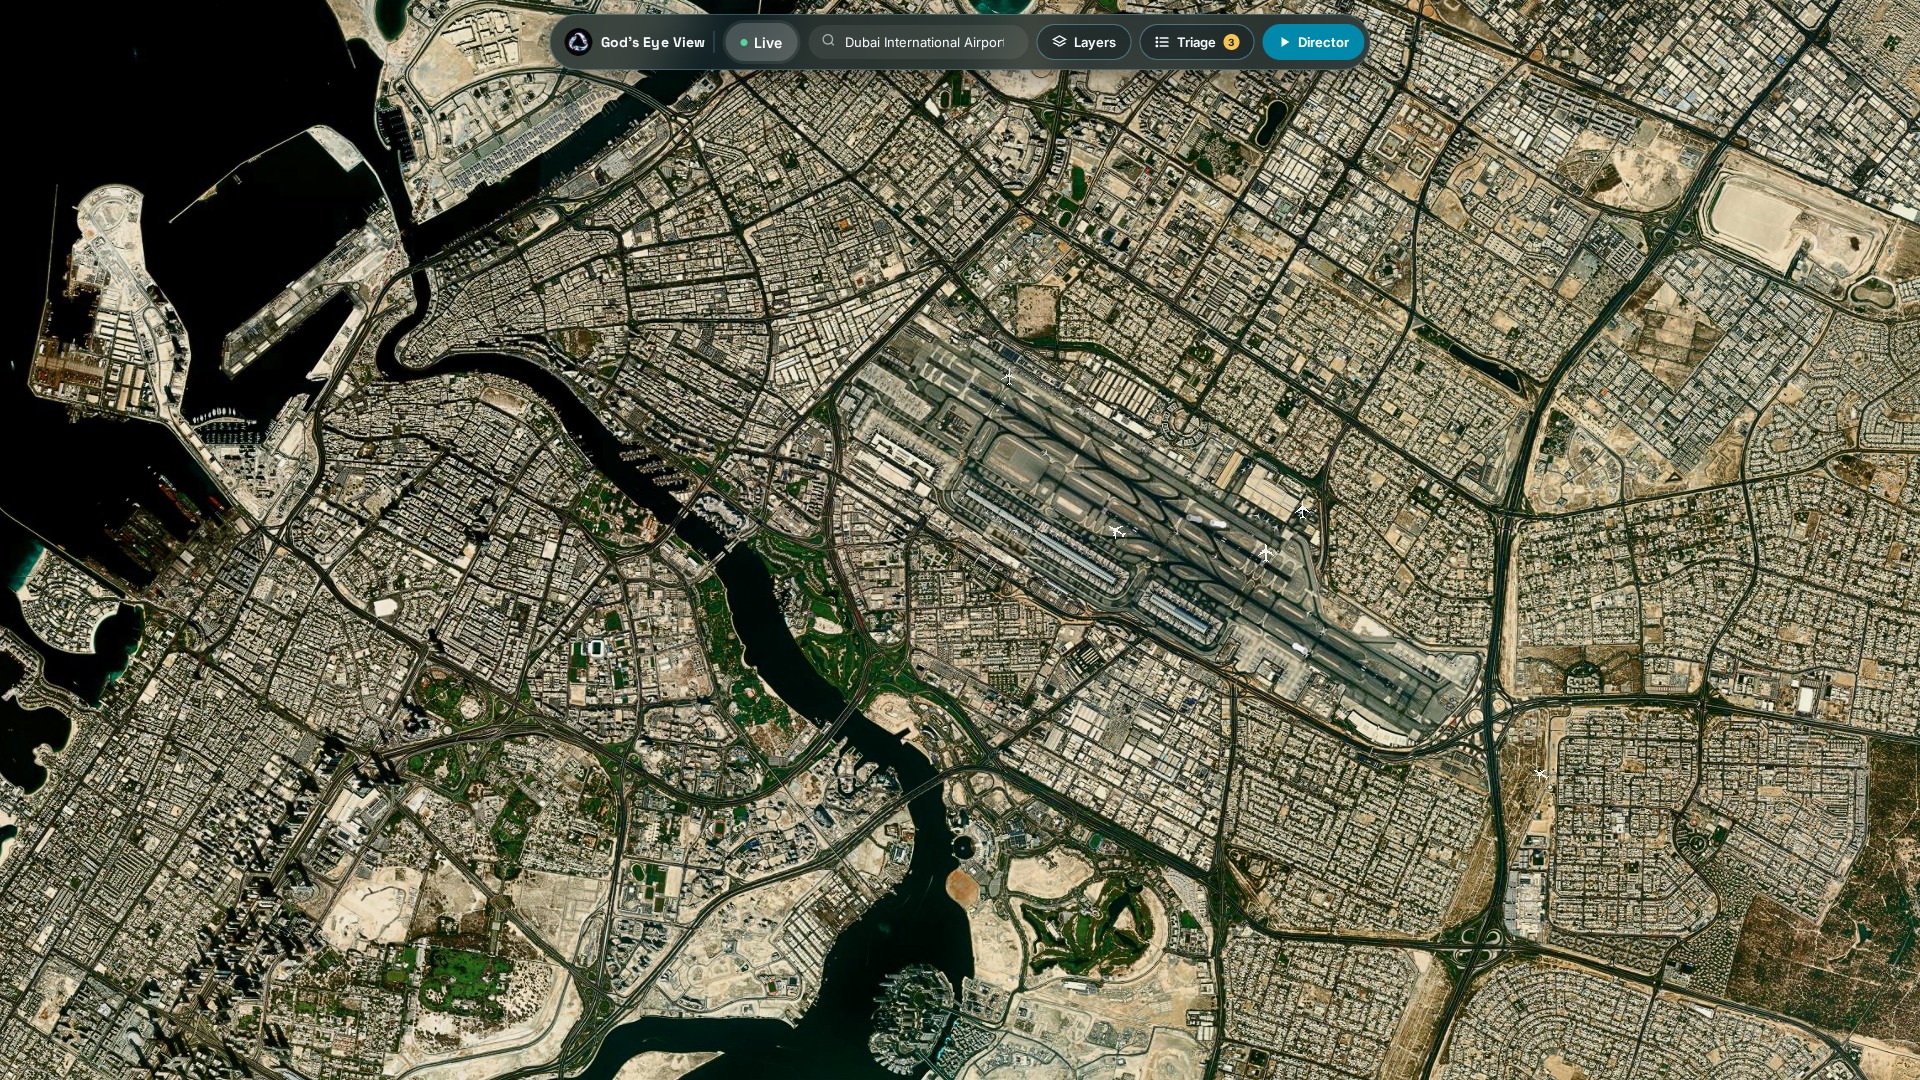 God's Eye View
Live
Dubai International Airport
Layers
Triage 3
Director